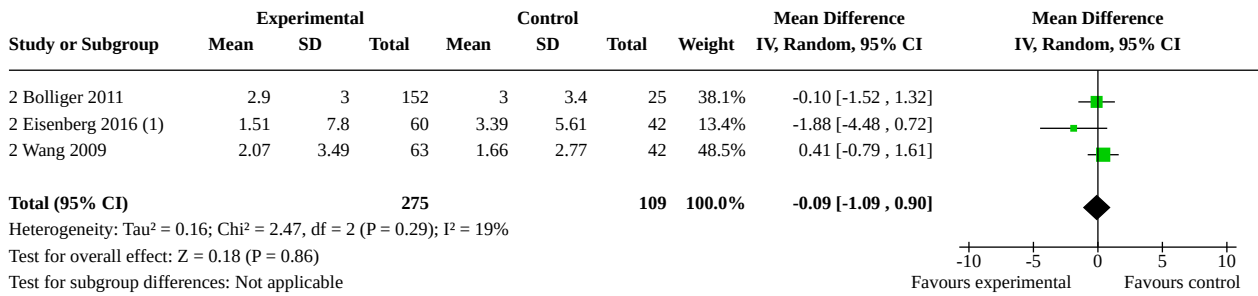 Experimental Control Mean Difference Mean Difference
Study or Subgroup Mean SD Total Mean SD Total Weight IV, Random, 95% CI IV, Random, 95% CI
2 Bolliger 2011 2.9 3 152 3 3.4 25 38.1% -0.10 [-1.52 , 1.32]
2 Eisenberg 2016 (1) 1.51 7.8 60 3.39 5.61 42 13.4% -1.88 [-4.48 , 0.72]
2 Wang 2009 2.07 3.49 63 1.66 2.77 42 48.5% 0.41 [-0.79 , 1.61]
Total (95% CI) 275 109 100.0% -0.09 [-1.09 , 0.90]
Heterogeneity: Tau² = 0.16; Chi² = 2.47, df = 2 (P = 0.29); I² = 19%
Test for overall effect: Z = 0.18 (P = 0.86) -10 -5 0 5 10
Test for subgroup differences: Not applicable Favours experimental Favours control